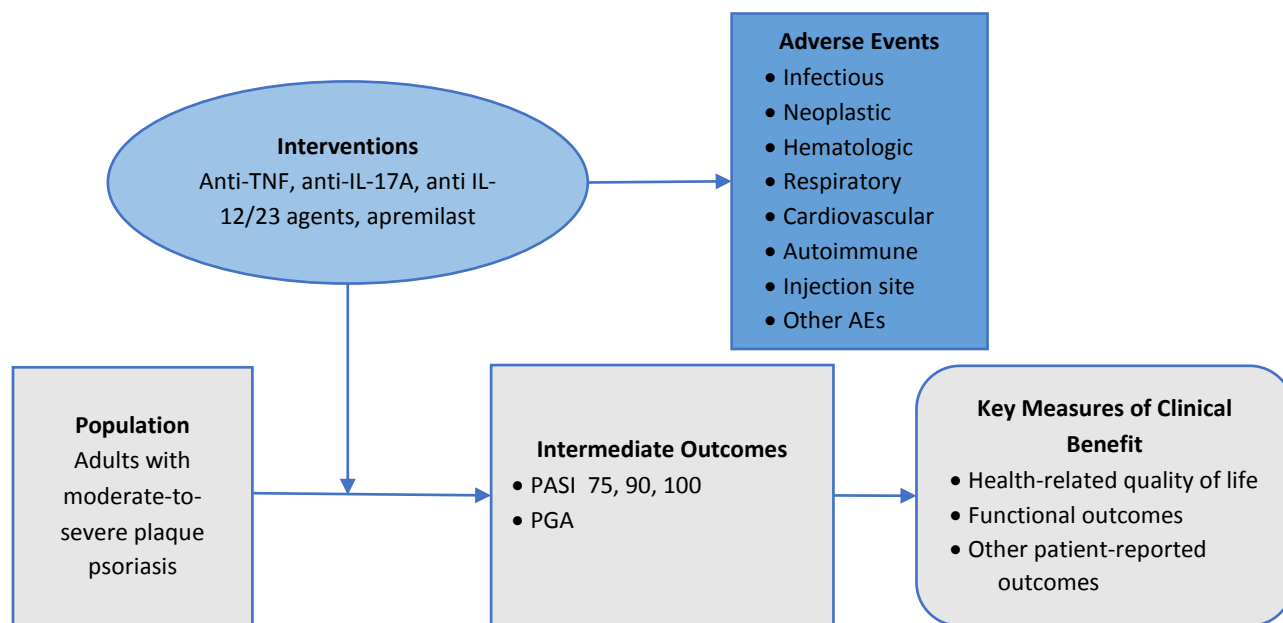 Adverse Events
• Infectious
• Neoplastic
• Hematologic
• Respiratory
• Cardiovascular
• Autoimmune
• Injection site
• Other AEs
Interventions
Anti-TNF, anti-IL-17A, anti IL-
12/23 agents, apremilast
Population
Adults with
moderate-to-
severe plaque
psoriasis
Intermediate Outcomes
• PASI 75, 90, 100
• PGA
Key Measures of Clinical
Benefit
• Health-related quality of life
• Functional outcomes
• Other patient-reported
outcomes